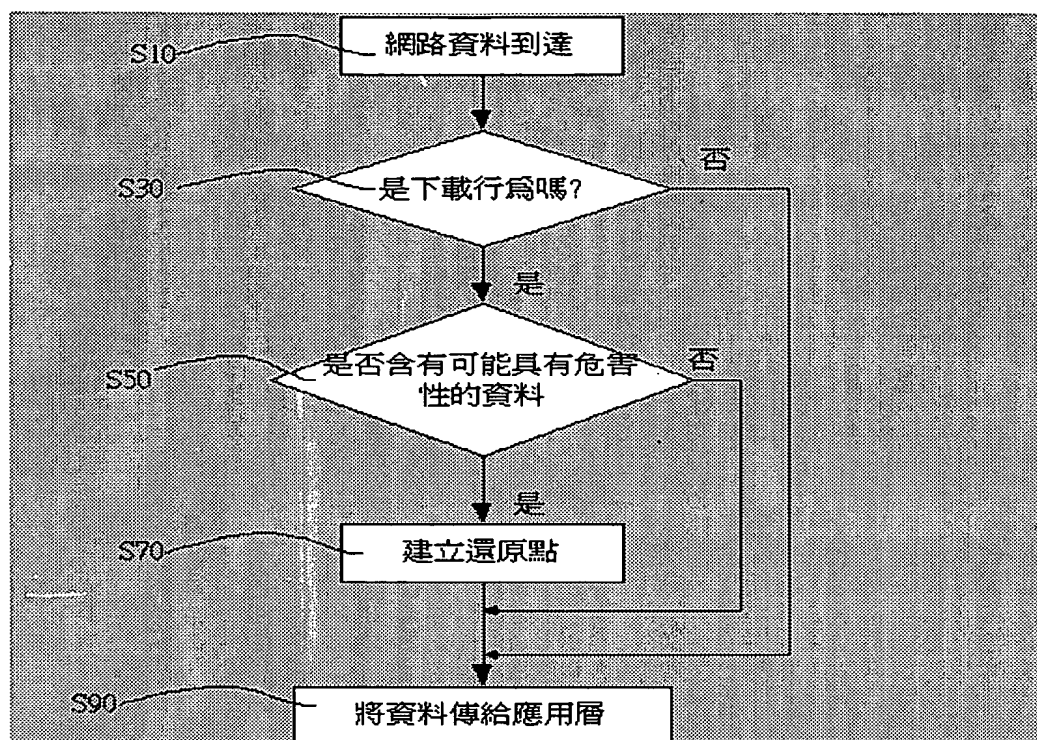 S10
網路資料到達
S30
是下載行爲嗎?
否
是
S50
是否含有可能具有危害
性的資料
否
是
S70
建立還原點
S90
將資料傳給應用層